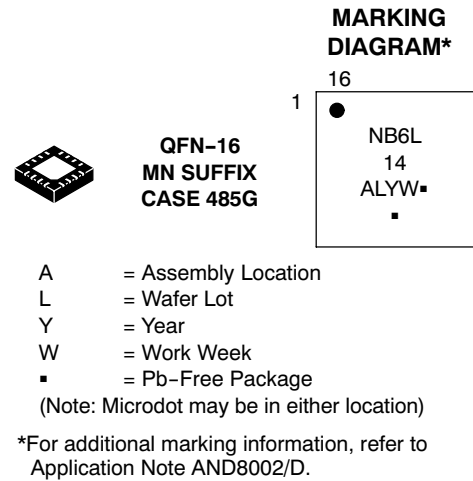 MARKING
DIAGRAM*
16
1
QFN−16
MN SUFFIX
CASE 485G
NB6L
14
ALYW▪
▪
A = Assembly Location
L = Wafer Lot
Y = Year
W = Work Week
▪ = Pb−Free Package
(Note: Microdot may be in either location)
*For additional marking information, refer to
Application Note AND8002/D.